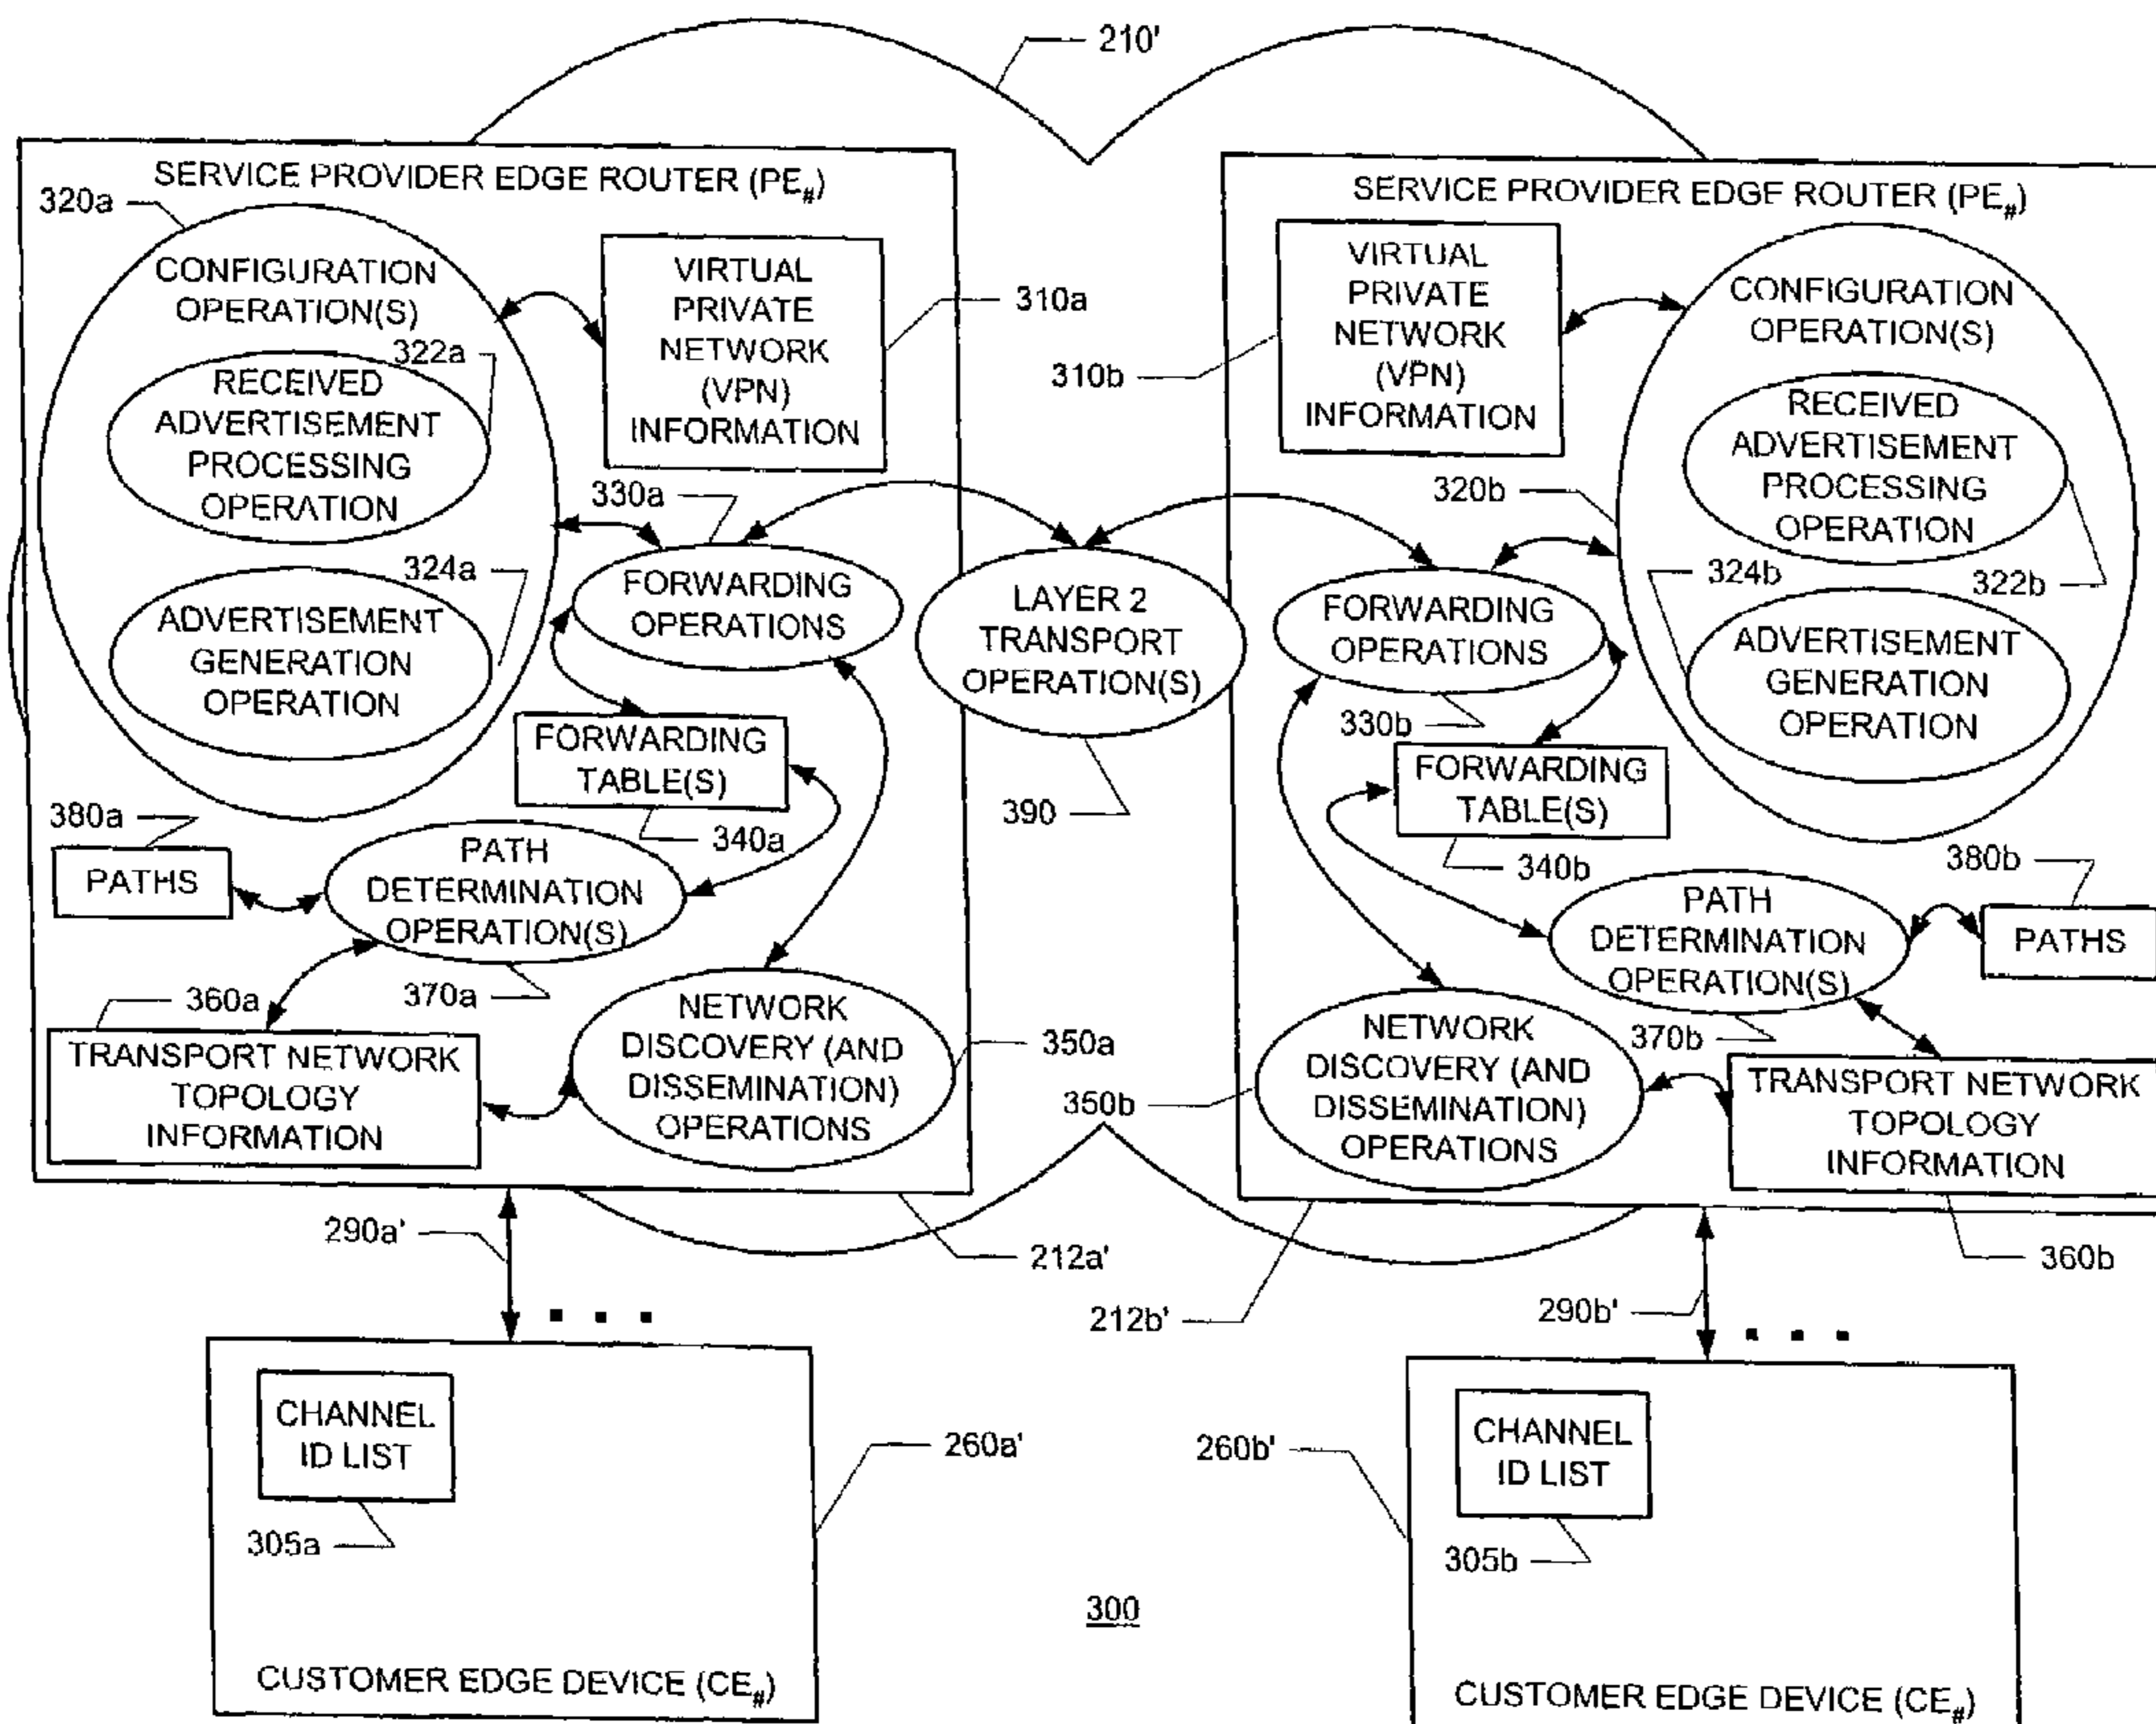 210'
SERVICE PROVIDER EDGE ROUTER (PE#)
320a
CONFIGURATION
OPERATION(S)
322a
RECEIVED
ADVERTISEMENT
PROCESSING
OPERATION
324a
ADVERTISEMENT
GENERATION
OPERATION
VIRTUAL
PRIVATE
NETWORK
(VPN)
INFORMATION
310a
330a
FORWARDING
OPERATIONS
FORWARDING
TABLE(S)
340a
380a
PATHS
PATH
DETERMINATION
OPERATION(S)
370a
360a
TRANSPORT NETWORK
TOPOLOGY
INFORMATION
NETWORK
DISCOVERY (AND
DISSEMINATION)
OPERATIONS
350a
LAYER 2
TRANSPORT
OPERATION(S)
390
SERVICE PROVIDER EDGE ROUTER (PE#)
VIRTUAL
PRIVATE
NETWORK
(VPN)
INFORMATION
310b
CONFIGURATION
OPERATION(S)
RECEIVED
ADVERTISEMENT
PROCESSING
OPERATION
320b
322b
324b
ADVERTISEMENT
GENERATION
OPERATION
FORWARDING
OPERATIONS
330b
FORWARDING
TABLE(S)
340b
380b
PATHS
PATH
DETERMINATION
OPERATION(S)
370b
NETWORK
DISCOVERY (AND
DISSEMINATION)
OPERATIONS
350b
TRANSPORT NETWORK
TOPOLOGY
INFORMATION
360b
290a'
212a'
212b'
290b'
CHANNEL
ID LIST
305a
260a'
CUSTOMER EDGE DEVICE (CE#)
260b'
CHANNEL
ID LIST
305b
CUSTOMER EDGE DEVICE (CE#)
300